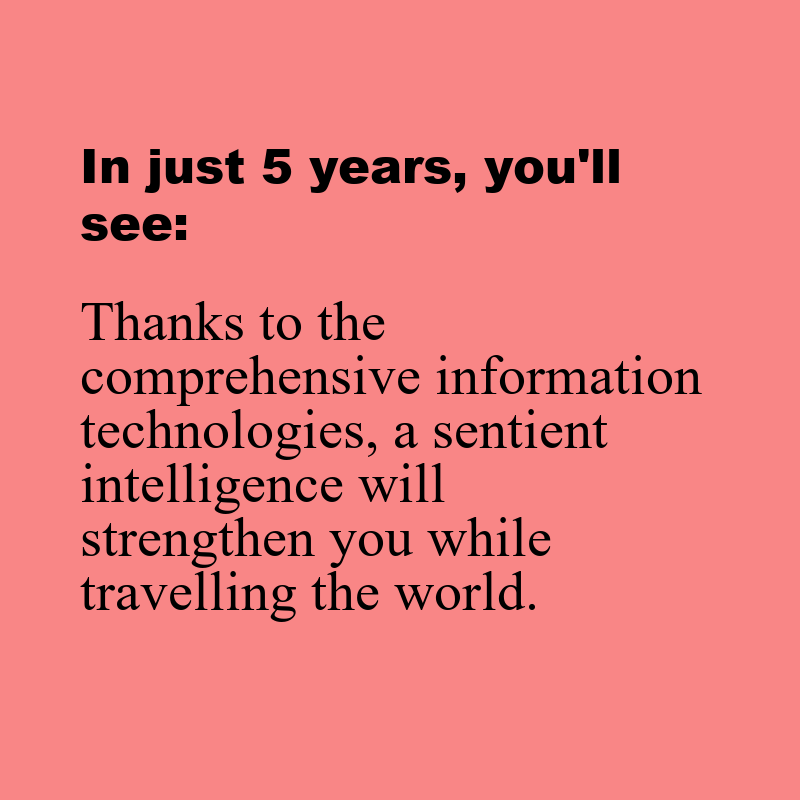 In just 5 years, you'll
see:
Thanks to the
comprehensive information
technologies, a sentient
intelligence will
strengthen you while
travelling the world.